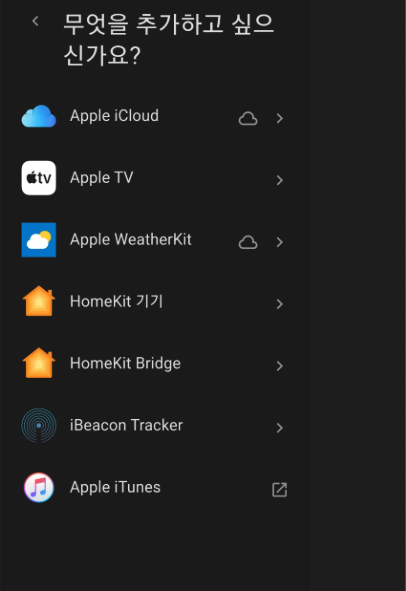 무엇을 추가하고 싶으
신가요?
Apple iCloud
tv
Apple TV
Apple WeatherKit
HomeKit 기기
HomeKit Bridge
iBeacon Tracker
Apple iTunes